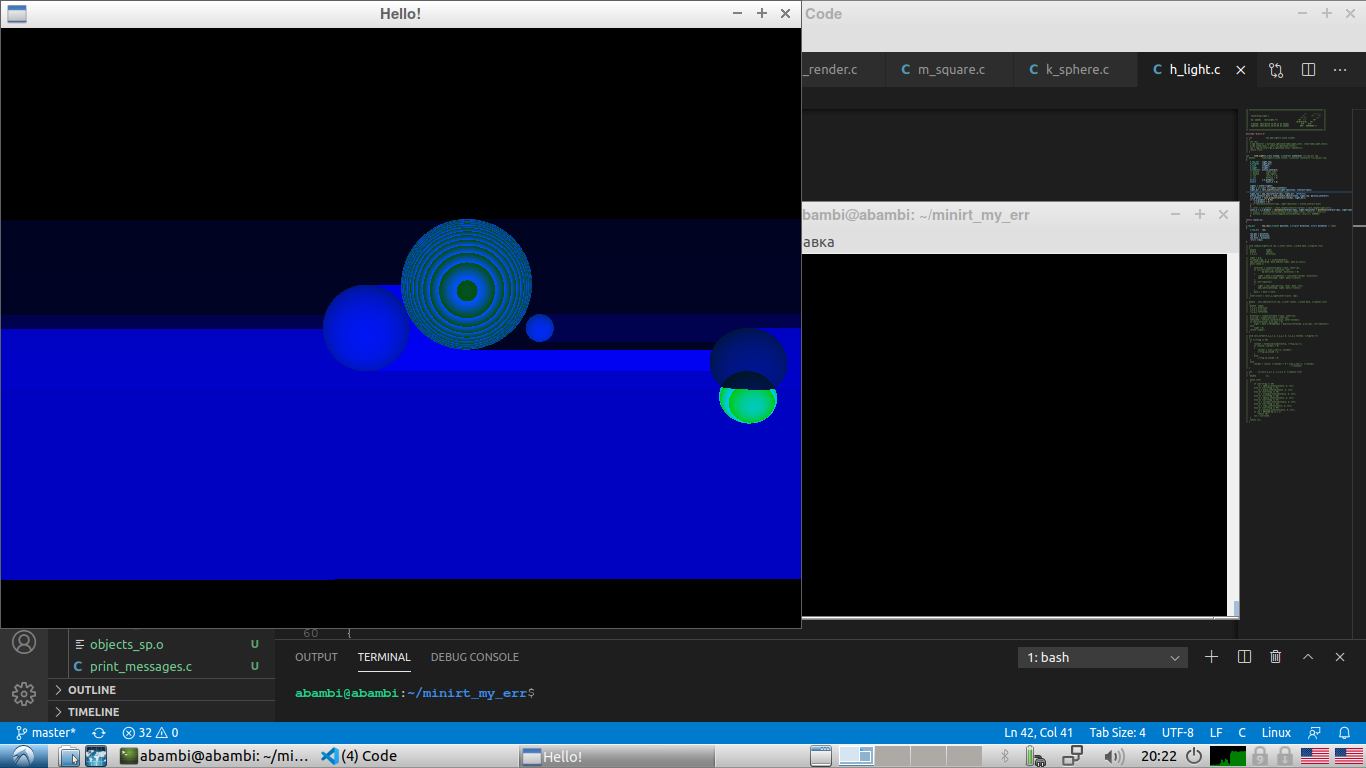 Hello!
Code
_render.c
m_square.c
k_sphere.c
h_light.c
bambi@abambi: ~/minirt_my_err
авка
60 {
objects_sp.o U
print_messages.c U
OUTLINE
TIMELINE
OUTPUT TERMINAL DEBUG CONSOLE
1: bash
abambi@abambi:~/minirt_my_err$
master* 32 0
Ln 42, Col 41 Tab Size: 4 UTF-8 LF C Linux
abambi@abambi: ~/mi...
(4) Code
Hello!
20:22